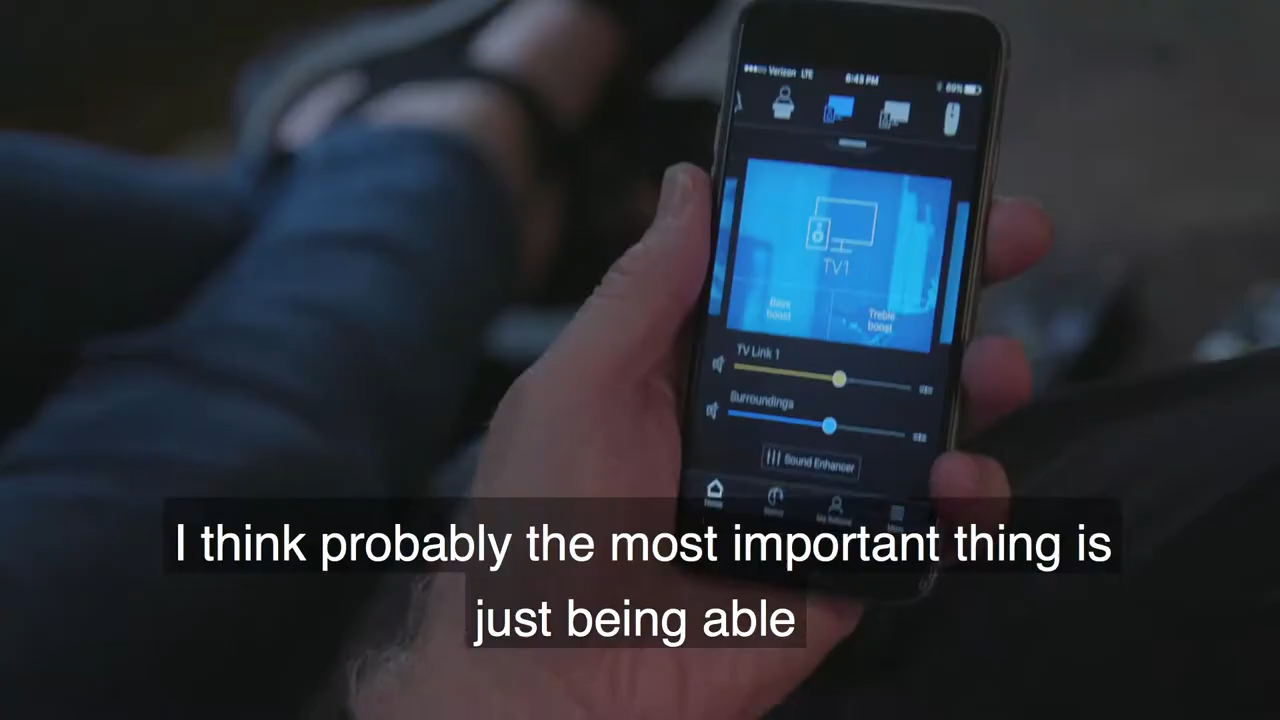 Verizon LTE 6:43 PM 80%
TV1
Bass boost
Treble boost
TV Link 1
Surroundings
Sound Enhancer
Home
I think probably the most important thing is
just being able